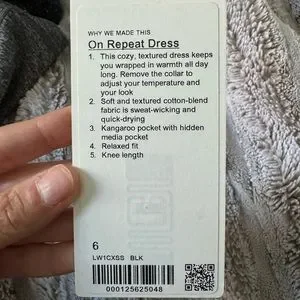 WHY WE MADE THIS
On Repeat Dress
1. This cozy, textured dress keeps
you wrapped in warmth all day
long. Remove the collar to
adjust your temperature and
your look
2. Soft and textured cotton-blend
fabric is sweat-wicking and
quick-drying
3. Kangaroo pocket with hidden
media pocket
4. Relaxed fit
5. Knee length
6
LW1CXSS BLK
000125625048